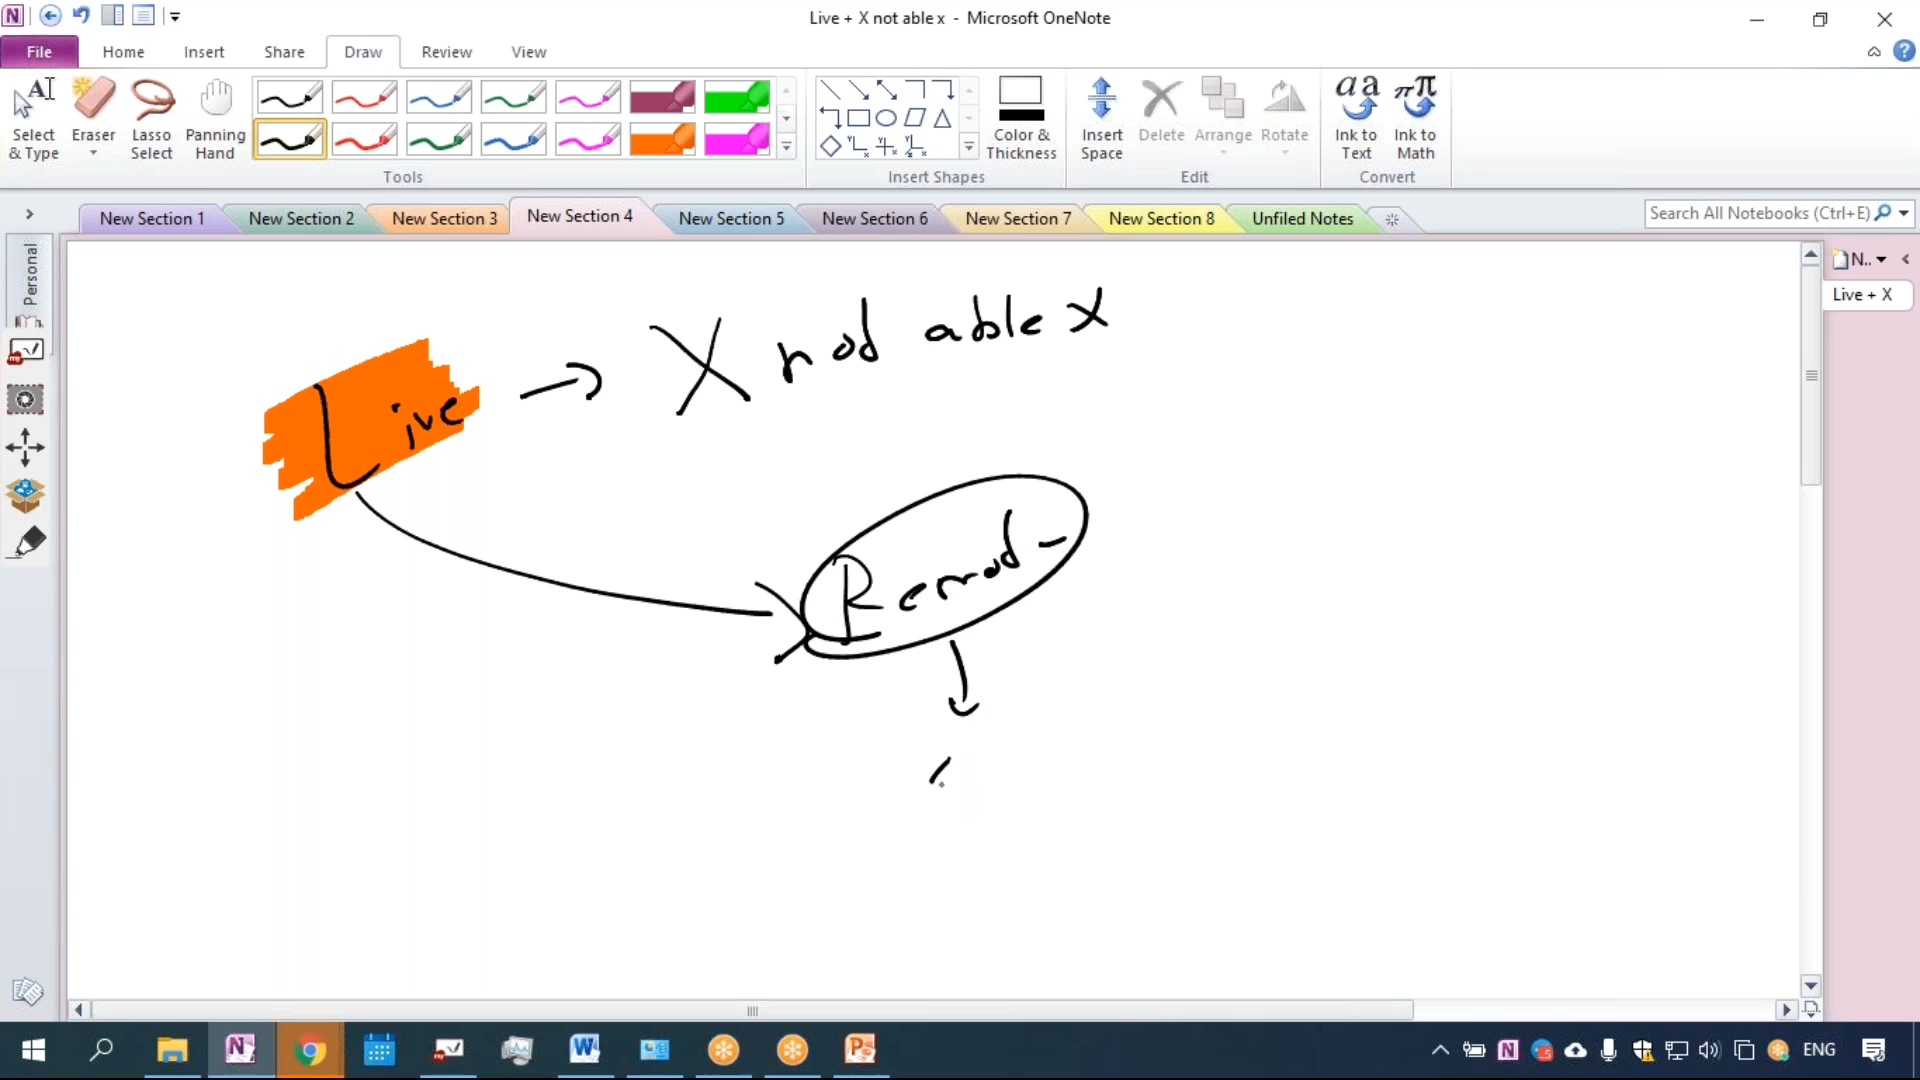 Live + X not able x - Microsoft OneNote
File Home Insert Share Draw Review View
Select & Type
Eraser
Lasso Select
Panning Hand
Color & Thickness
Insert Space
Delete
Arrange
Rotate
Ink to Text
Ink to Math
Tools
Insert Shapes
Edit
Convert
New Section 1 New Section 2 New Section 3 New Section 4 New Section 5 New Section 6 New Section 7 New Section 8 Unfiled Notes
Search All Notebooks (Ctrl+E)
Personal
N..
Live + X
Live → X nod able X
Remod -
ENG